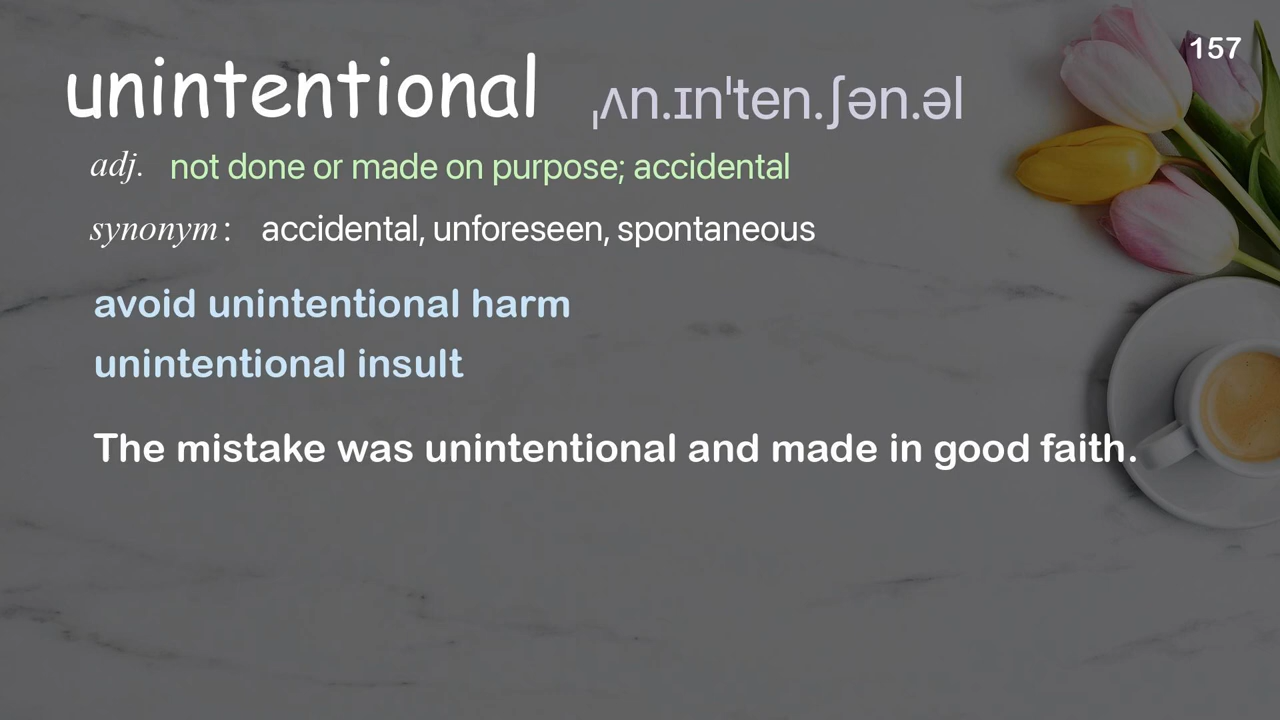 157
unintentional ˌʌn.ɪnˈten.ʃən.əl
adj. not done or made on purpose; accidental
synonym: accidental, unforeseen, spontaneous
avoid unintentional harm
unintentional insult
The mistake was unintentional and made in good faith.